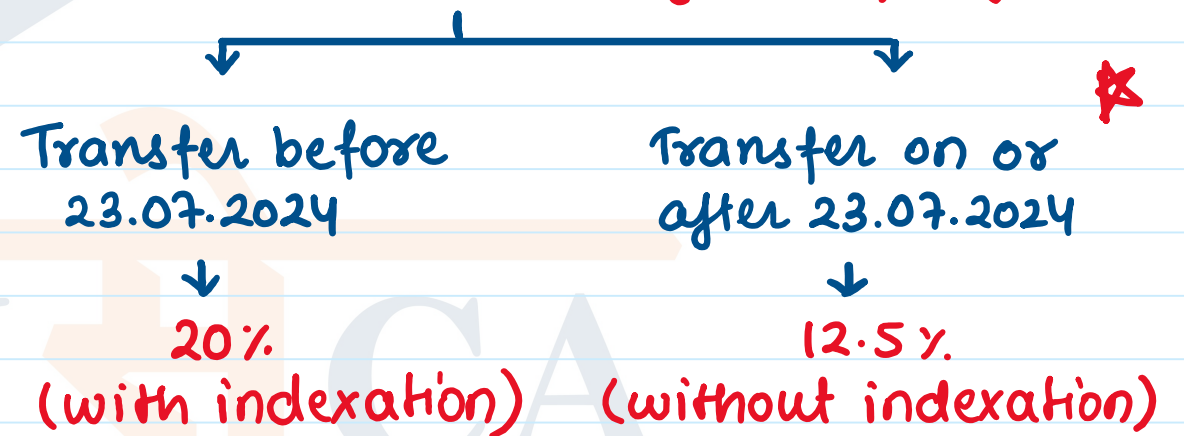 Transfer before
23.07.2024
20%
(with indexation)
Transfer on or
after 23.07.2024
12.5%
(without indexation)
CA